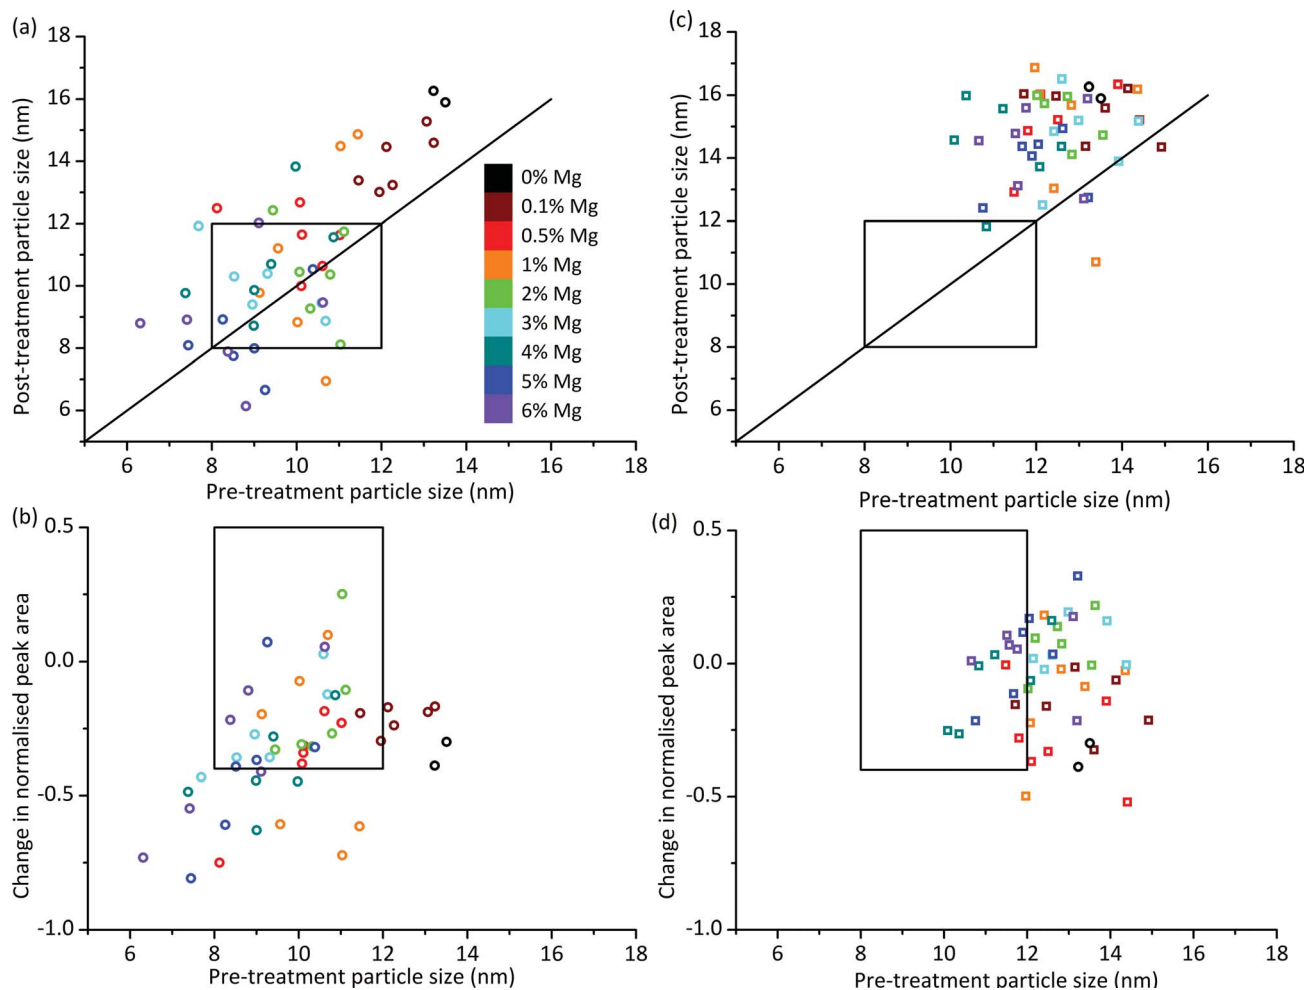 (a)
18
16
14
12
10
8
6
Post-treatment particle size (nm)
6 8 10 12 14 16 18
Pre-treatment particle size (nm)
0% Mg
0.1% Mg
0.5% Mg
1% Mg
2% Mg
3% Mg
4% Mg
5% Mg
6% Mg
(c)
18
16
14
12
10
8
6
Post-treatment particle size (nm)
6 8 10 12 14 16 18
Pre-treatment particle size (nm)
(b)
0.5
0.0
-0.5
-1.0
Change in normalised peak area
6 8 10 12 14 16 18
Pre-treatment particle size (nm)
(d)
0.5
0.0
-0.5
-1.0
Change in normalised peak area
6 8 10 12 14 16 18
Pre-treatment particle size (nm)